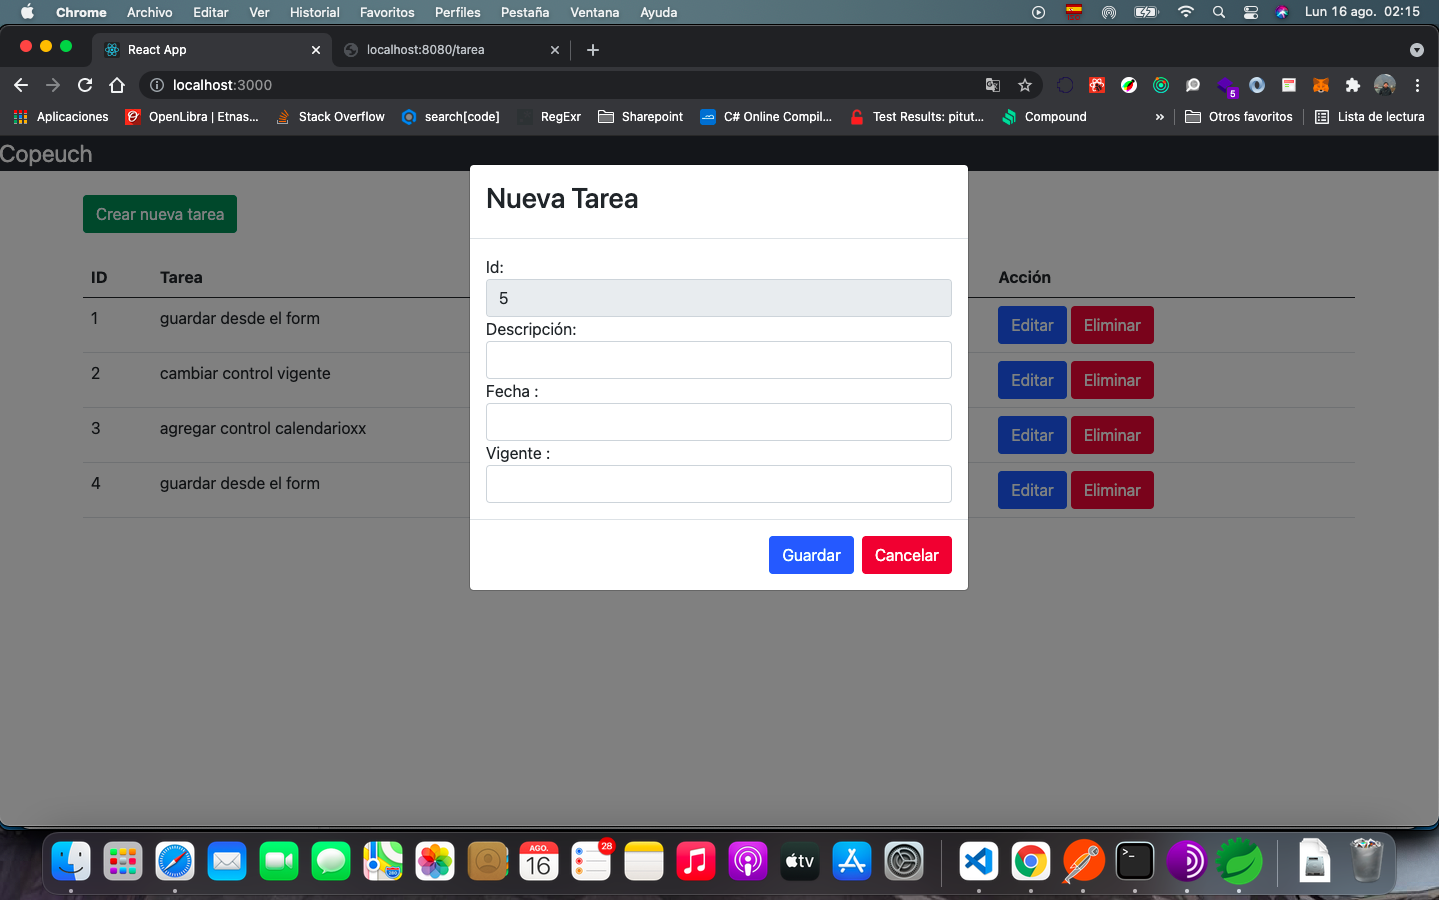 Chrome Archivo Editar Ver Historial Favoritos Perfiles Pestaña Ventana Ayuda Lun 16 ago. 02:15
React App localhost:8080/tarea
localhost:3000 5
Aplicaciones OpenLibra | Etnas... Stack Overflow search[code] RegExr Sharepoint C# Online Compil... Test Results: pitut... Compound » Otros favoritos Lista de lectura
Copeuch
Nueva Tarea
Crear nueva tarea
Id:
ID Tarea Acción
5
1 guardar desde el form Editar Eliminar
Descripción:
2 cambiar control vigente Editar Eliminar
Fecha :
3 agregar control calendarioxx Editar Eliminar
Vigente :
4 guardar desde el form Editar Eliminar
Guardar Cancelar
AGO.
16
28
tv
>_